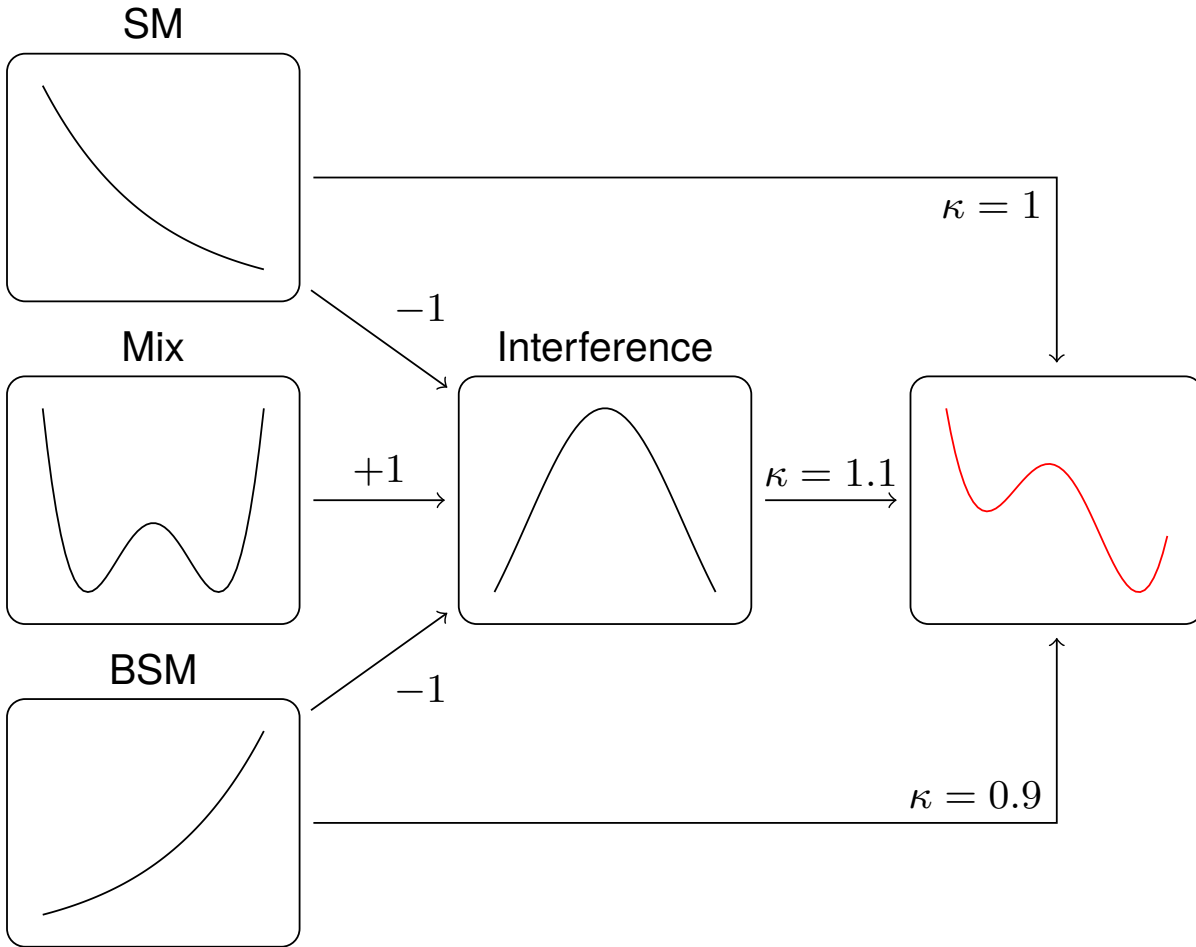 SM
κ = 1
−1
Mix
Interference
+1
κ = 1.1
BSM
−1
κ = 0.9